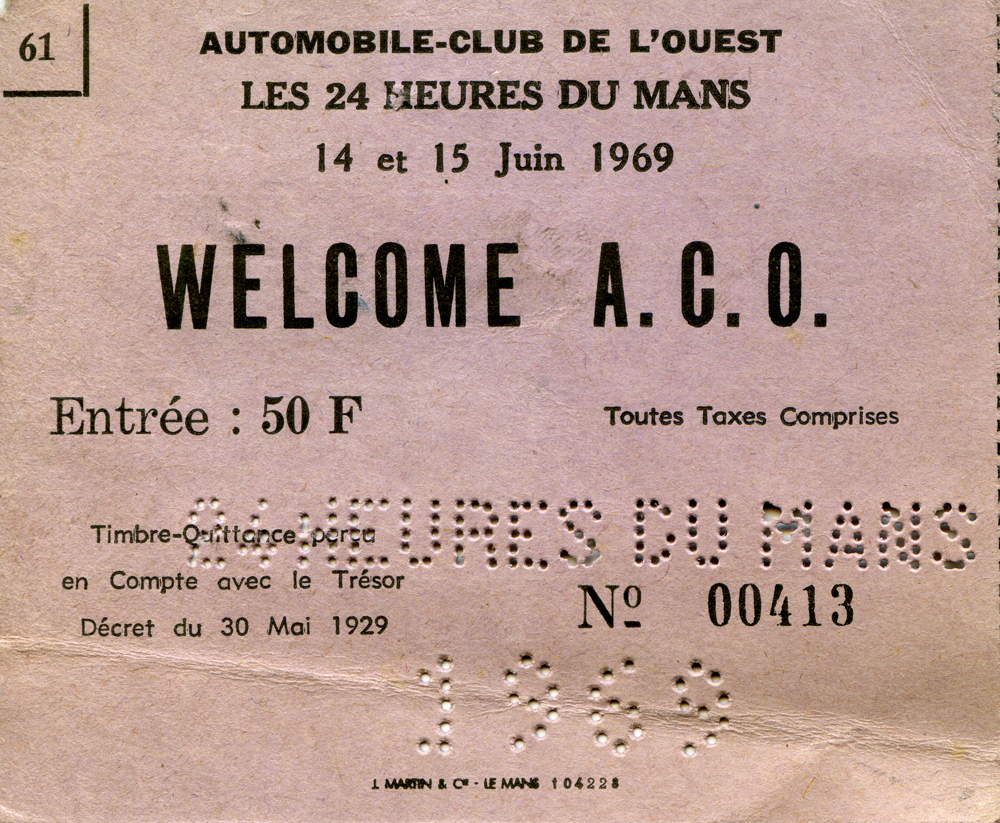 61
AUTOMOBILE-CLUB DE L'OUEST
LES 24 HEURES DU MANS
14 et 15 Juin 1969
WELCOME A. C. O.
Entrée : 50 F
Toutes Taxes Comprises
24 HEURES DU MANS
Timbre-Quittance perçu
en Compte avec le Trésor
Décret du 30 Mai 1929
Nº 00413
1969
J. MARTIN & Cie - LE MANS 104228